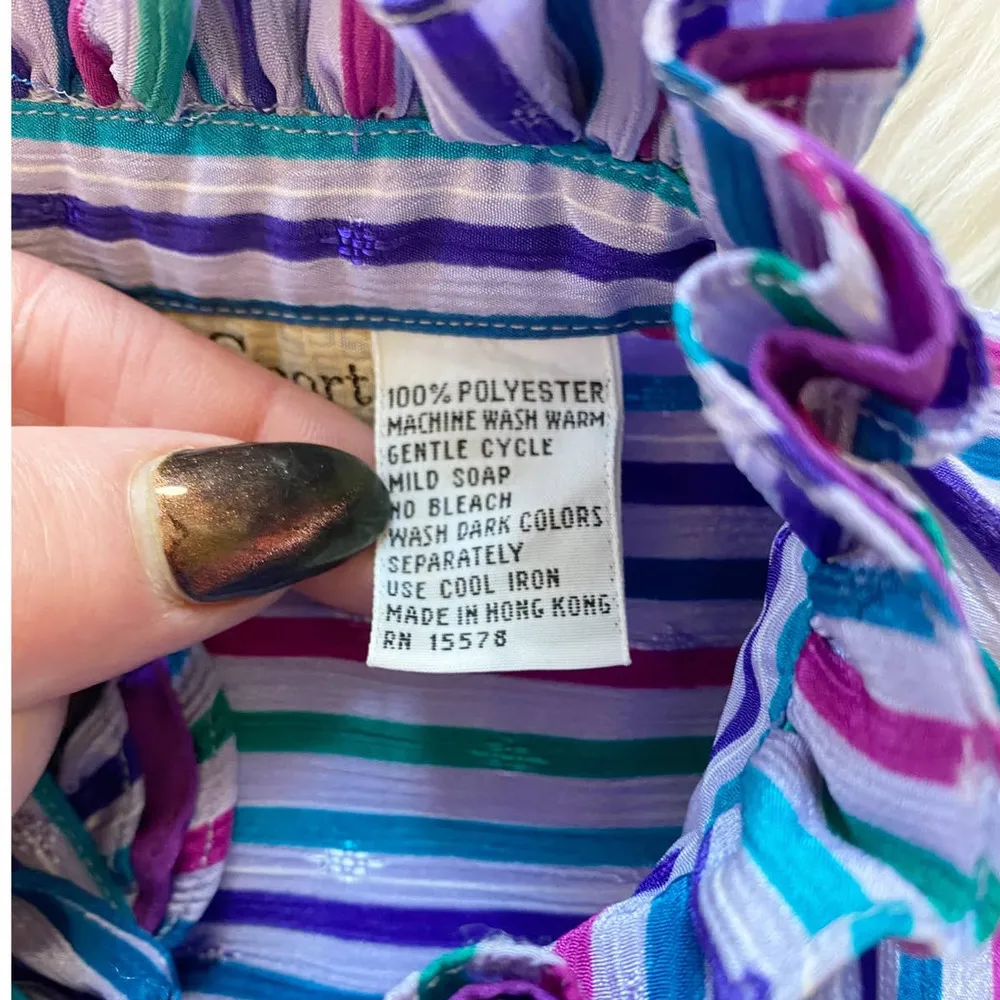 100% POLYESTER
MACHINE WASH WARM
GENTLE CYCLE
MILD SOAP
NO BLEACH
WASH DARK COLORS
SEPARATELY
USE COOL IRON
MADE IN HONG KONG
RN 15578